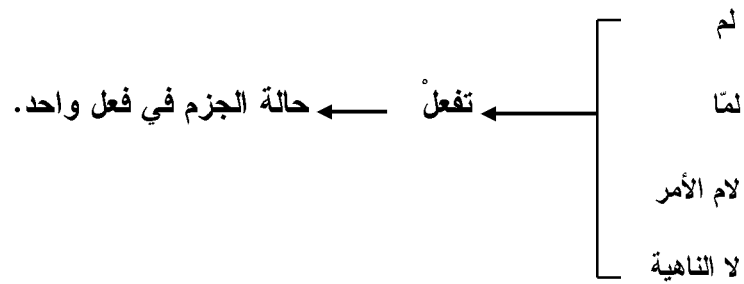 لم
لمّا
تفعلْ
حالة الجزم في فعل واحد.
لام الأمر
لا الناهية